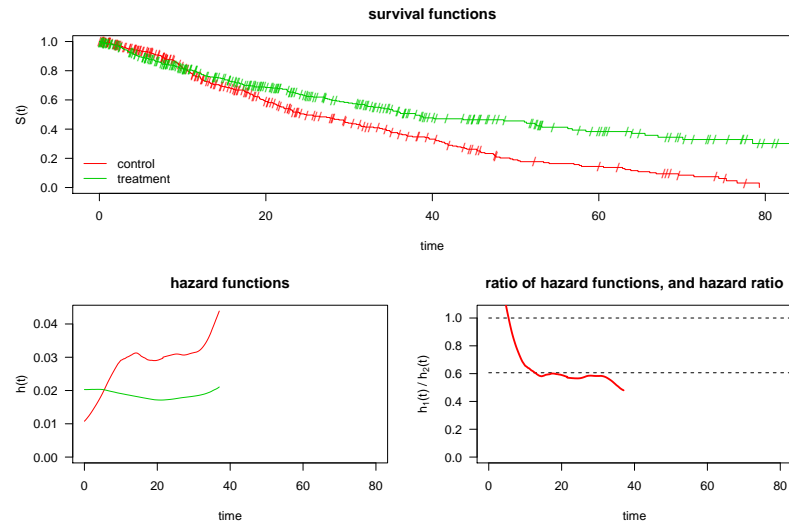 survival functions
S(t)
1.0
0.8
0.6
0.4
0.2
0.0
control
treatment
0 20 40 60 80
time
hazard functions
h(t)
0.04
0.03
0.02
0.01
0.00
0 20 40 60 80
time
ratio of hazard functions, and hazard ratio
h₁(t) / h₂(t)
1.0
0.8
0.6
0.4
0.2
0.0
0 20 40 60 80
time